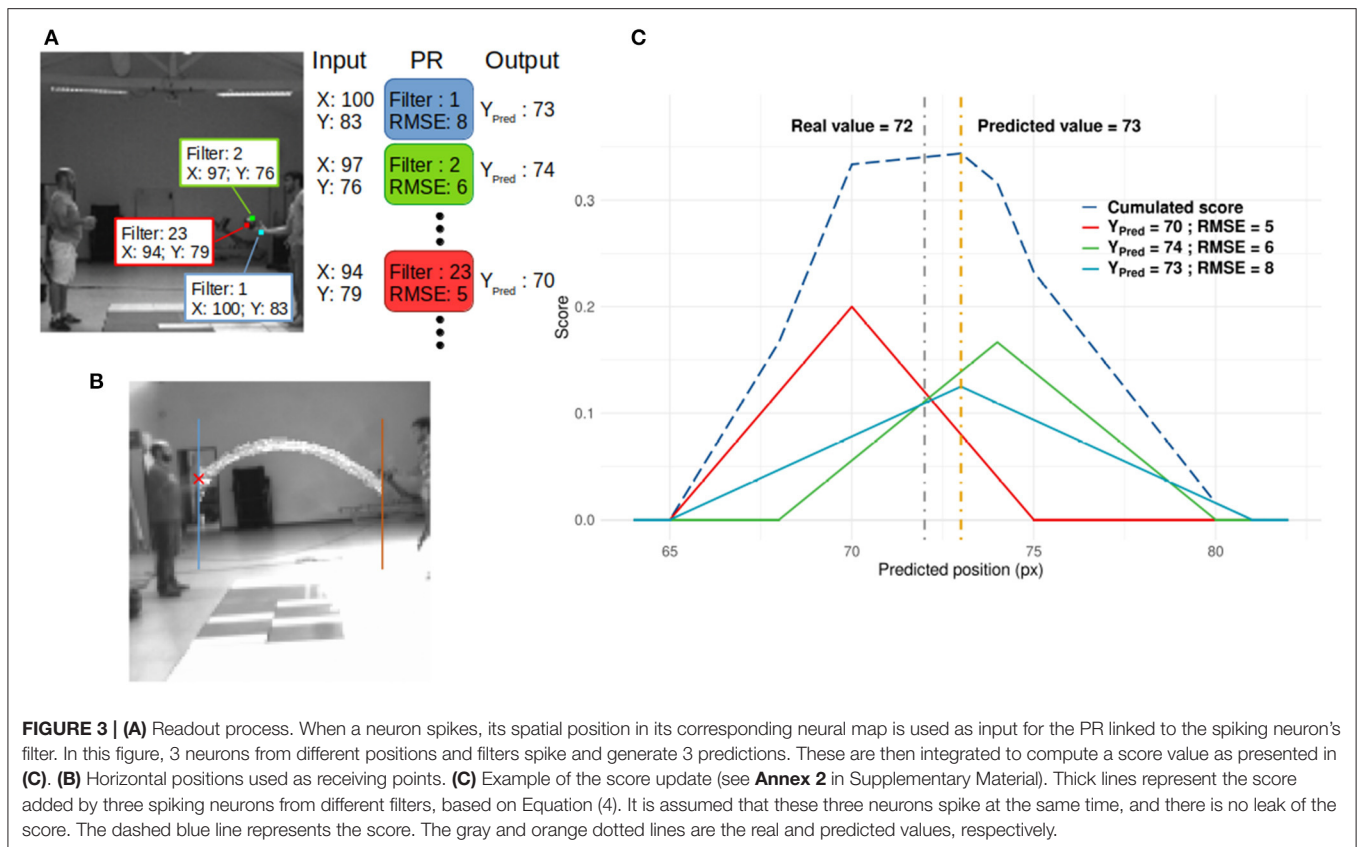 A
Input PR Output
X: 100
Y: 83
Filter : 1
RMSE: 8
Y Pred : 73
X: 97
Y: 76
Filter : 2
RMSE: 6
Y Pred : 74
X: 94
Y: 79
Filter : 23
RMSE: 5
Y Pred : 70
Filter: 2
X: 97; Y: 76
Filter: 23
X: 94; Y: 79
Filter: 1
X: 100; Y: 83
B
C
Real value = 72
Predicted value = 73
Cumulated score
Y Pred = 70 ; RMSE = 5
Y Pred = 74 ; RMSE = 6
Y Pred = 73 ; RMSE = 8
Score
0.3
0.2
0.1
0.0
65 70 75 80
Predicted position (px)
FIGURE 3 | (A) Readout process. When a neuron spikes, its spatial position in its corresponding neural map is used as input for the PR linked to the spiking neuron's
filter. In this figure, 3 neurons from different positions and filters spike and generate 3 predictions. These are then integrated to compute a score value as presented in
(C). (B) Horizontal positions used as receiving points. (C) Example of the score update (see Annex 2 in Supplementary Material). Thick lines represent the score
added by three spiking neurons from different filters, based on Equation (4). It is assumed that these three neurons spike at the same time, and there is no leak of the
score. The dashed blue line represents the score. The gray and orange dotted lines are the real and predicted values, respectively.